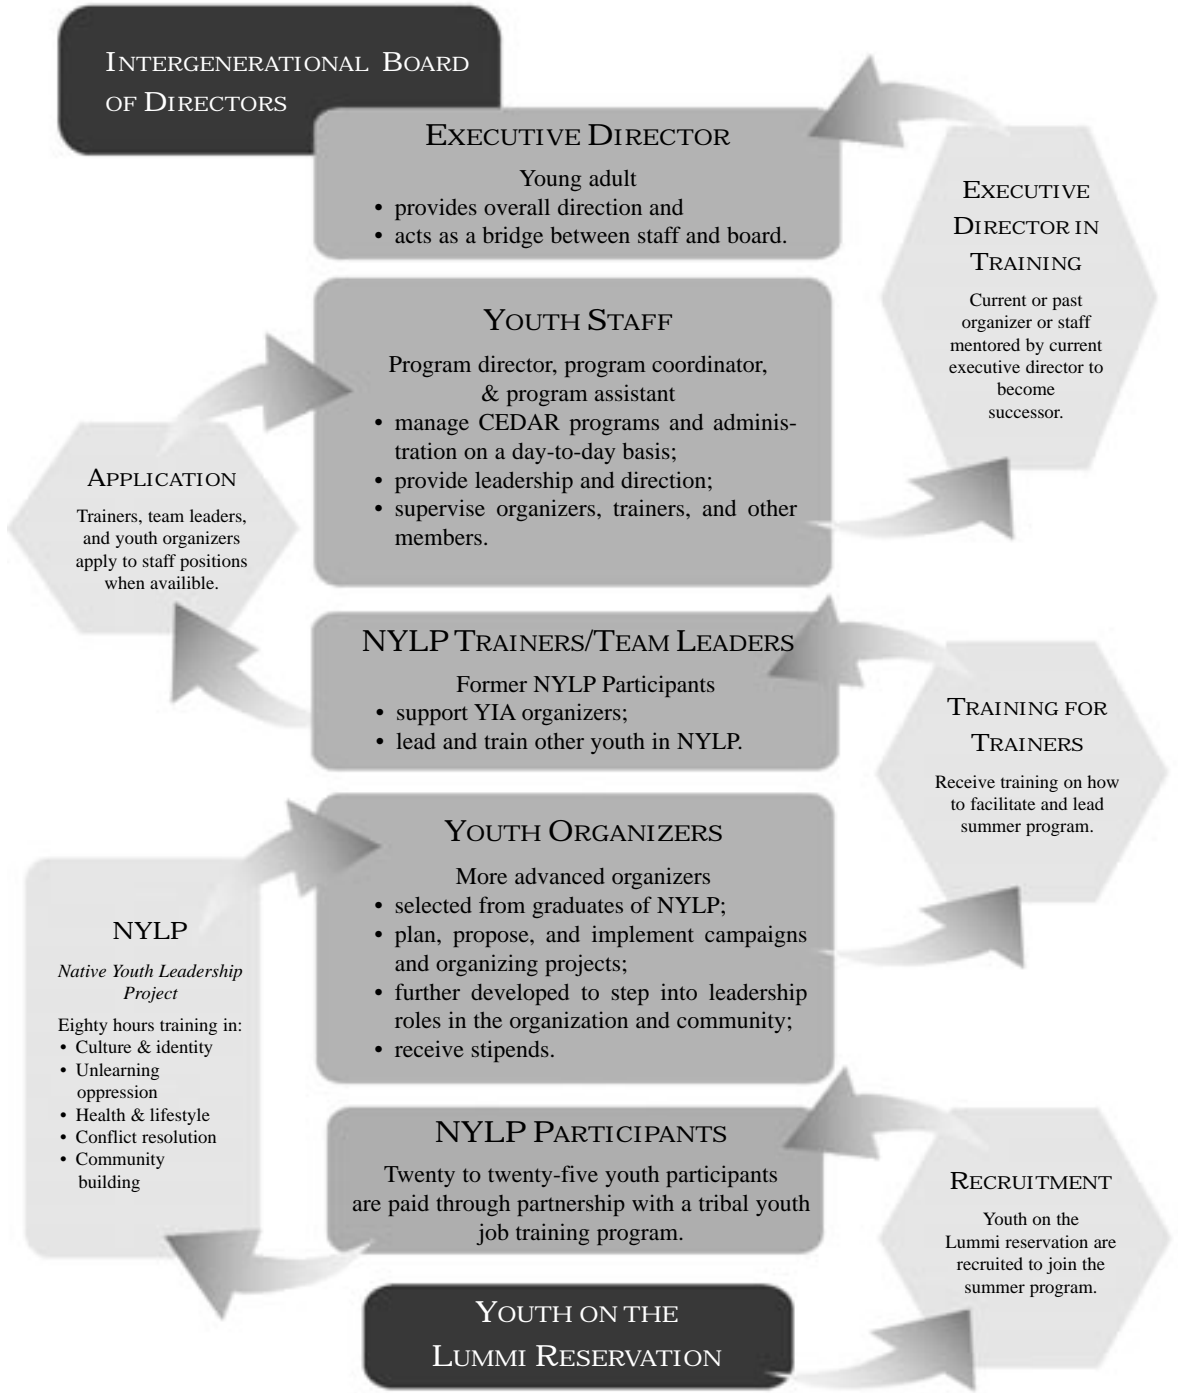 INTERGENERATIONAL BOARD
OF DIRECTORS
EXECUTIVE DIRECTOR
Young adult
• provides overall direction and
• acts as a bridge between staff and board.
EXECUTIVE
DIRECTOR IN
TRAINING
Current or past
organizer or staff
mentored by current
executive director to
become
successor.
YOUTH STAFF
Program director, program coordinator,
& program assistant
• manage CEDAR programs and adminis-
tration on a day-to-day basis;
• provide leadership and direction;
• supervise organizers, trainers, and other
members.
APPLICATION
Trainers, team leaders,
and youth organizers
apply to staff positions
when availible.
NYLP TRAINERS/TEAM LEADERS
Former NYLP Participants
• support YIA organizers;
• lead and train other youth in NYLP.
TRAINING FOR
TRAINERS
Receive training on how
to facilitate and lead
summer program.
YOUTH ORGANIZERS
More advanced organizers
• selected from graduates of NYLP;
• plan, propose, and implement campaigns
and organizing projects;
• further developed to step into leadership
roles in the organization and community;
• receive stipends.
NYLP
Native Youth Leadership
Project
Eighty hours training in:
• Culture & identity
• Unlearning
oppression
• Health & lifestyle
• Conflict resolution
• Community
building
NYLP PARTICIPANTS
Twenty to twenty-five youth participants
are paid through partnership with a tribal youth
job training program.
RECRUITMENT
Youth on the
Lummi reservation are
recruited to join the
summer program.
YOUTH ON THE
LUMMI RESERVATION